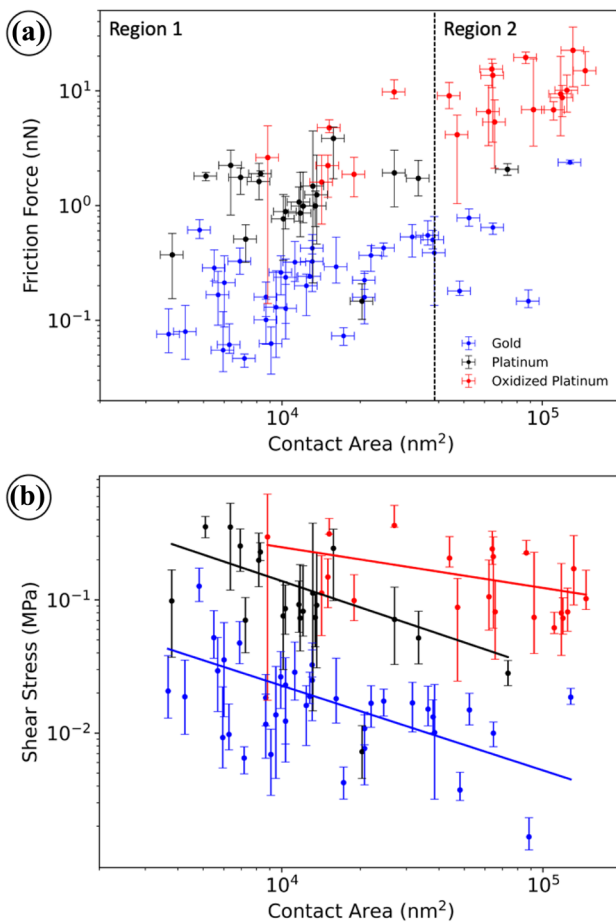 (a)
Region 1
Region 2
Friction Force (nN)
10¹
10⁰
10⁻¹
Gold
Platinum
Oxidized Platinum
10⁴
10⁵
Contact Area (nm²)
(b)
Shear Stress (MPa)
10⁻¹
10⁻²
10⁴
10⁵
Contact Area (nm²)